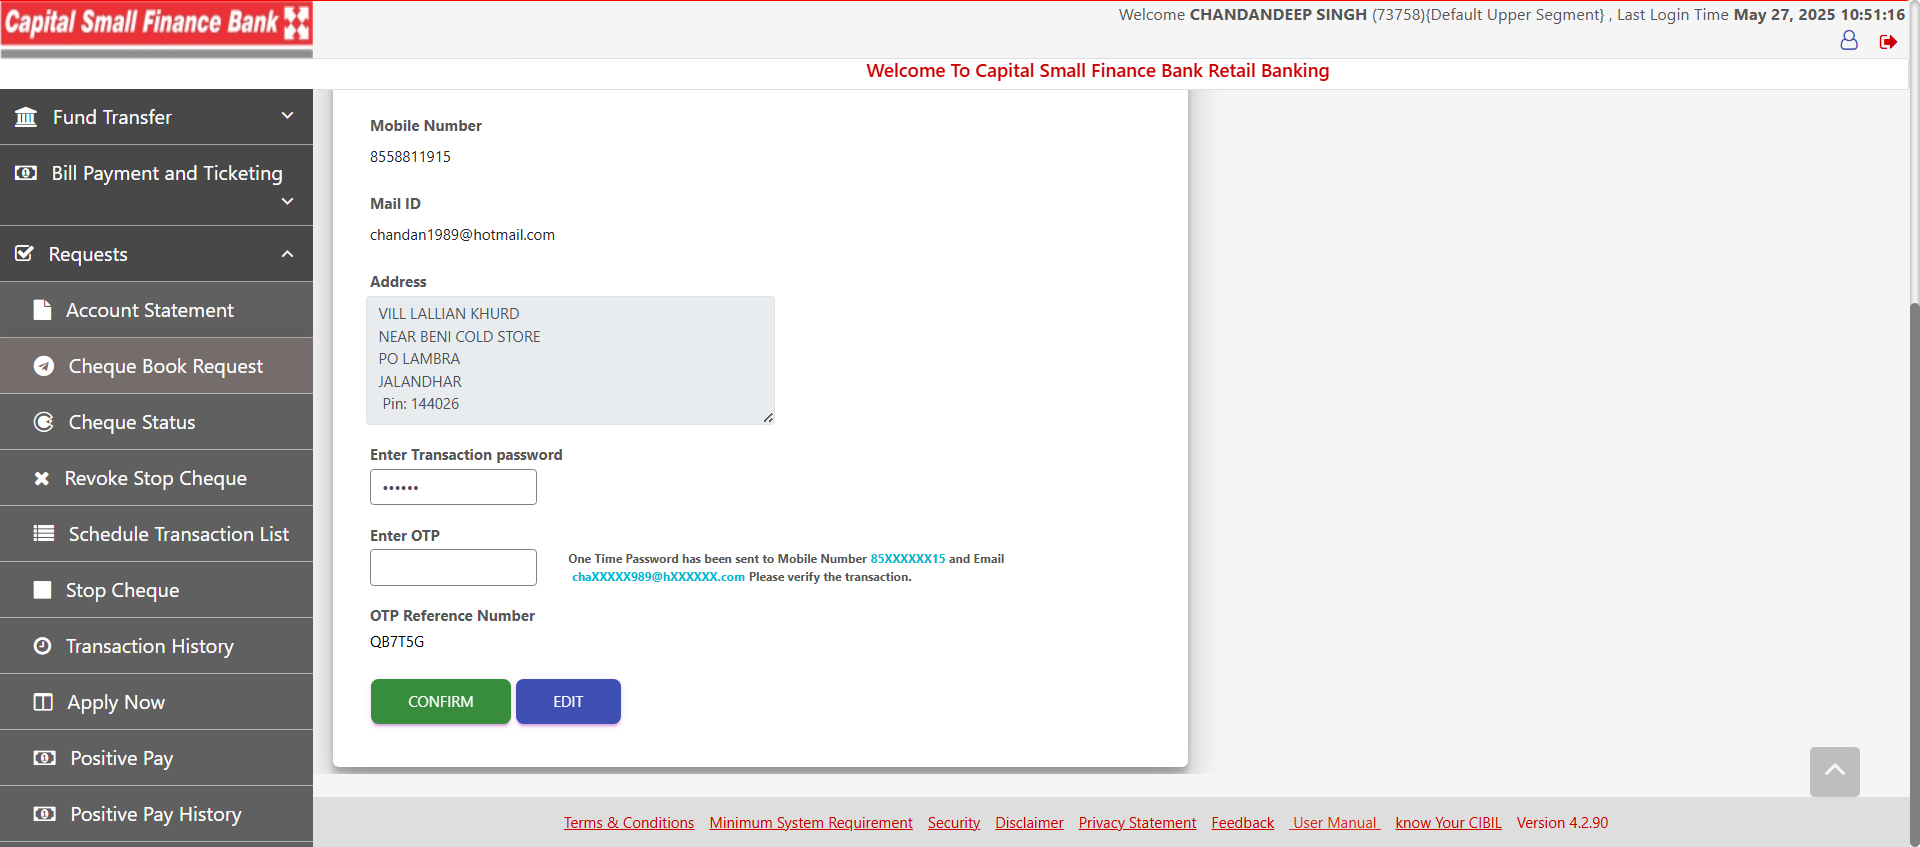 Capital Small Finance Bank
Welcome CHANDANDEEP SINGH (73758){Default Upper Segment} , Last Login Time May 27, 2025 10:51:16
Welcome To Capital Small Finance Bank Retail Banking
Fund Transfer
Bill Payment and Ticketing
Requests
Account Statement
Cheque Book Request
Cheque Status
Revoke Stop Cheque
Schedule Transaction List
Stop Cheque
Transaction History
Apply Now
Positive Pay
Positive Pay History
Mobile Number
8558811915
Mail ID
chandan1989@hotmail.com
Address
VILL LALLIAN KHURD
NEAR BENI COLD STORE
PO LAMBRA
JALANDHAR
Pin: 144026
Enter Transaction password
••••••
Enter OTP
One Time Password has been sent to Mobile Number 85XXXXXX15 and Email
chaXXXXX989@hXXXXXX.com Please verify the transaction.
OTP Reference Number
QB7T5G
CONFIRM EDIT
Terms & Conditions Minimum System Requirement Security Disclaimer Privacy Statement Feedback User Manual know Your CIBIL Version 4.2.90